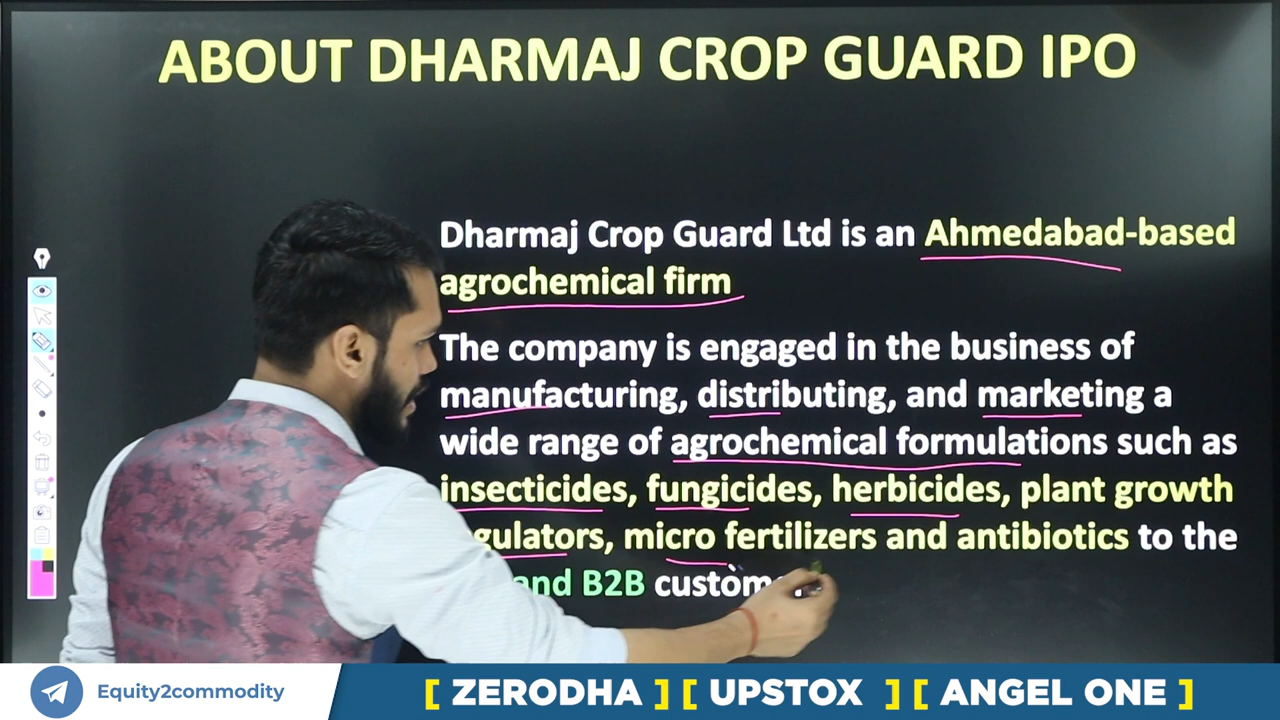 ABOUT DHARMAJ CROP GUARD IPO
Dharmaj Crop Guard Ltd is an Ahmedabad-based
agrochemical firm
The company is engaged in the business of
manufacturing, distributing, and marketing a
wide range of agrochemical formulations such as
insecticides, fungicides, herbicides, plant growth
micro fertilizers and antibiotics to the
and B2B
Equity2commodity
[ ZERODHA ] [ UPSTOX ] [ ANGEL ONE ]